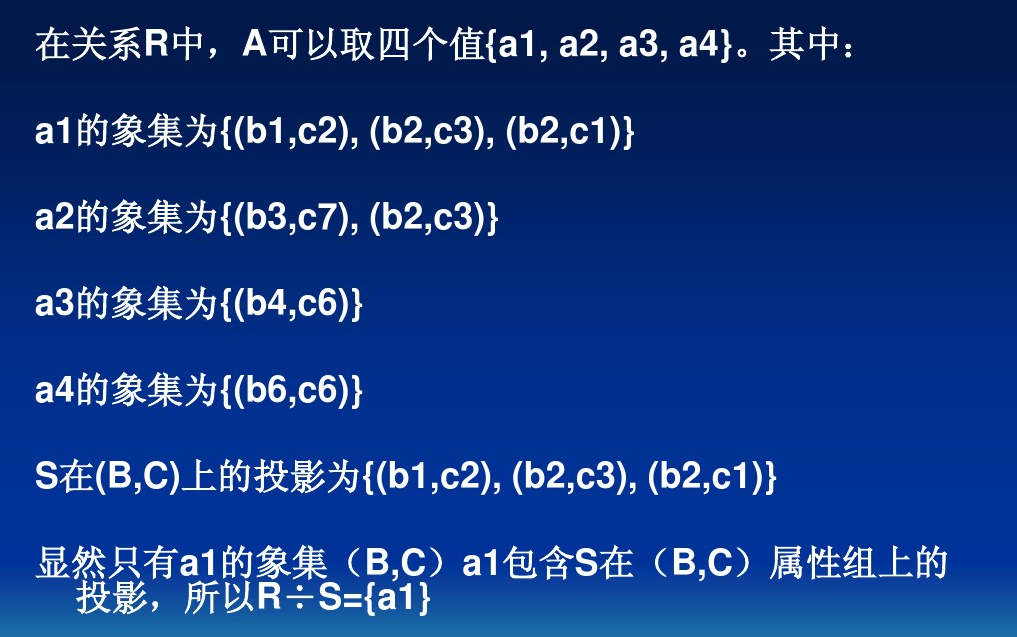 在关系R中，A可以取四个值{a1, a2, a3, a4}。其中：
a1的象集为{(b1,c2), (b2,c3), (b2,c1)}
a2的象集为{(b3,c7), (b2,c3)}
a3的象集为{(b4,c6)}
a4的象集为{(b6,c6)}
S在(B,C)上的投影为{(b1,c2), (b2,c3), (b2,c1)}
显然只有a1的象集（B,C）a1包含S在（B,C）属性组上的
投影，所以R÷S={a1}